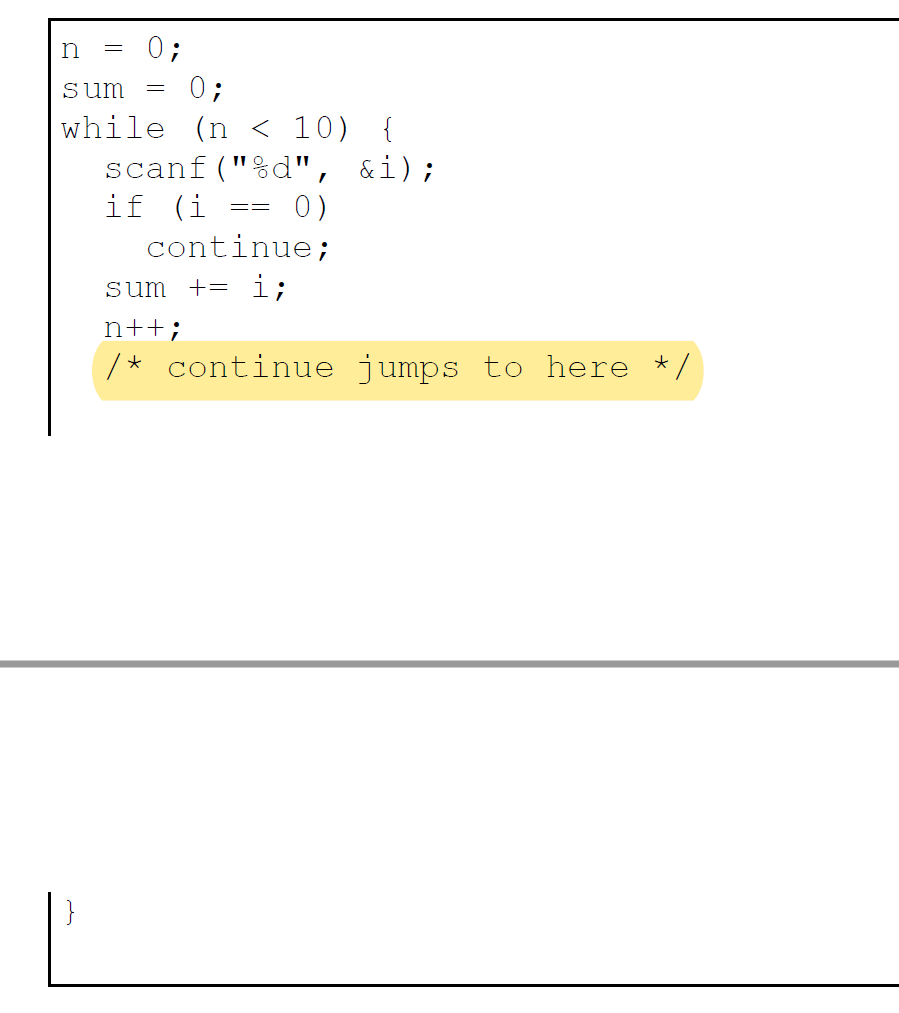 n = 0;
sum = 0;
while (n < 10) {
  scanf("%d", &i);
  if (i == 0)
    continue;
  sum += i;
  n++;
  /* continue jumps to here */
}